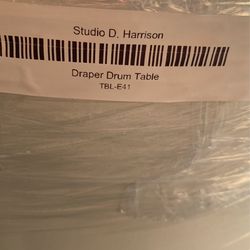 Studio D. Harrison
Draper Drum Table
TBL-E41